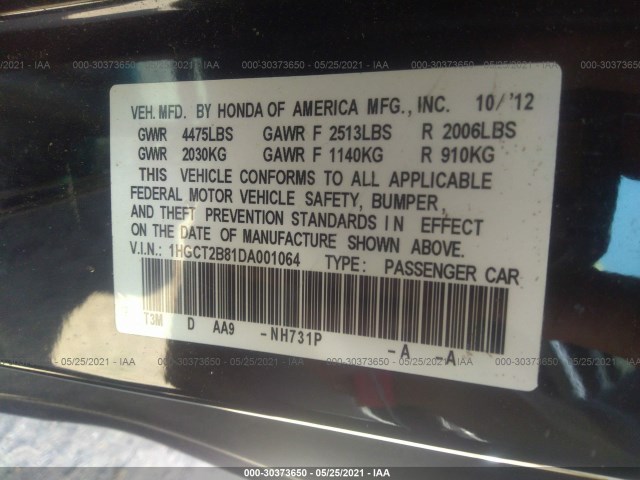 000-30373650 - 05/25/2021 - IAA
VEH. MFD. BY HONDA OF AMERICA MFG., INC. 10/ '12
GWR 4475LBS GAWR F 2513LBS R 2006LBS
GWR 2030KG GAWR F 1140KG R 910KG
THIS VEHICLE CONFORMS TO ALL APPLICABLE
FEDERAL MOTOR VEHICLE SAFETY, BUMPER,
AND THEFT PREVENTION STANDARDS IN EFFECT
ON THE DATE OF MANUFACTURE SHOWN ABOVE.
V.I.N.: 1HGCT2B81DA001064 TYPE: PASSENGER CAR
T3M D AA9 -NH731P -A -A
000-30373650 - 05/25/2021 - IAA